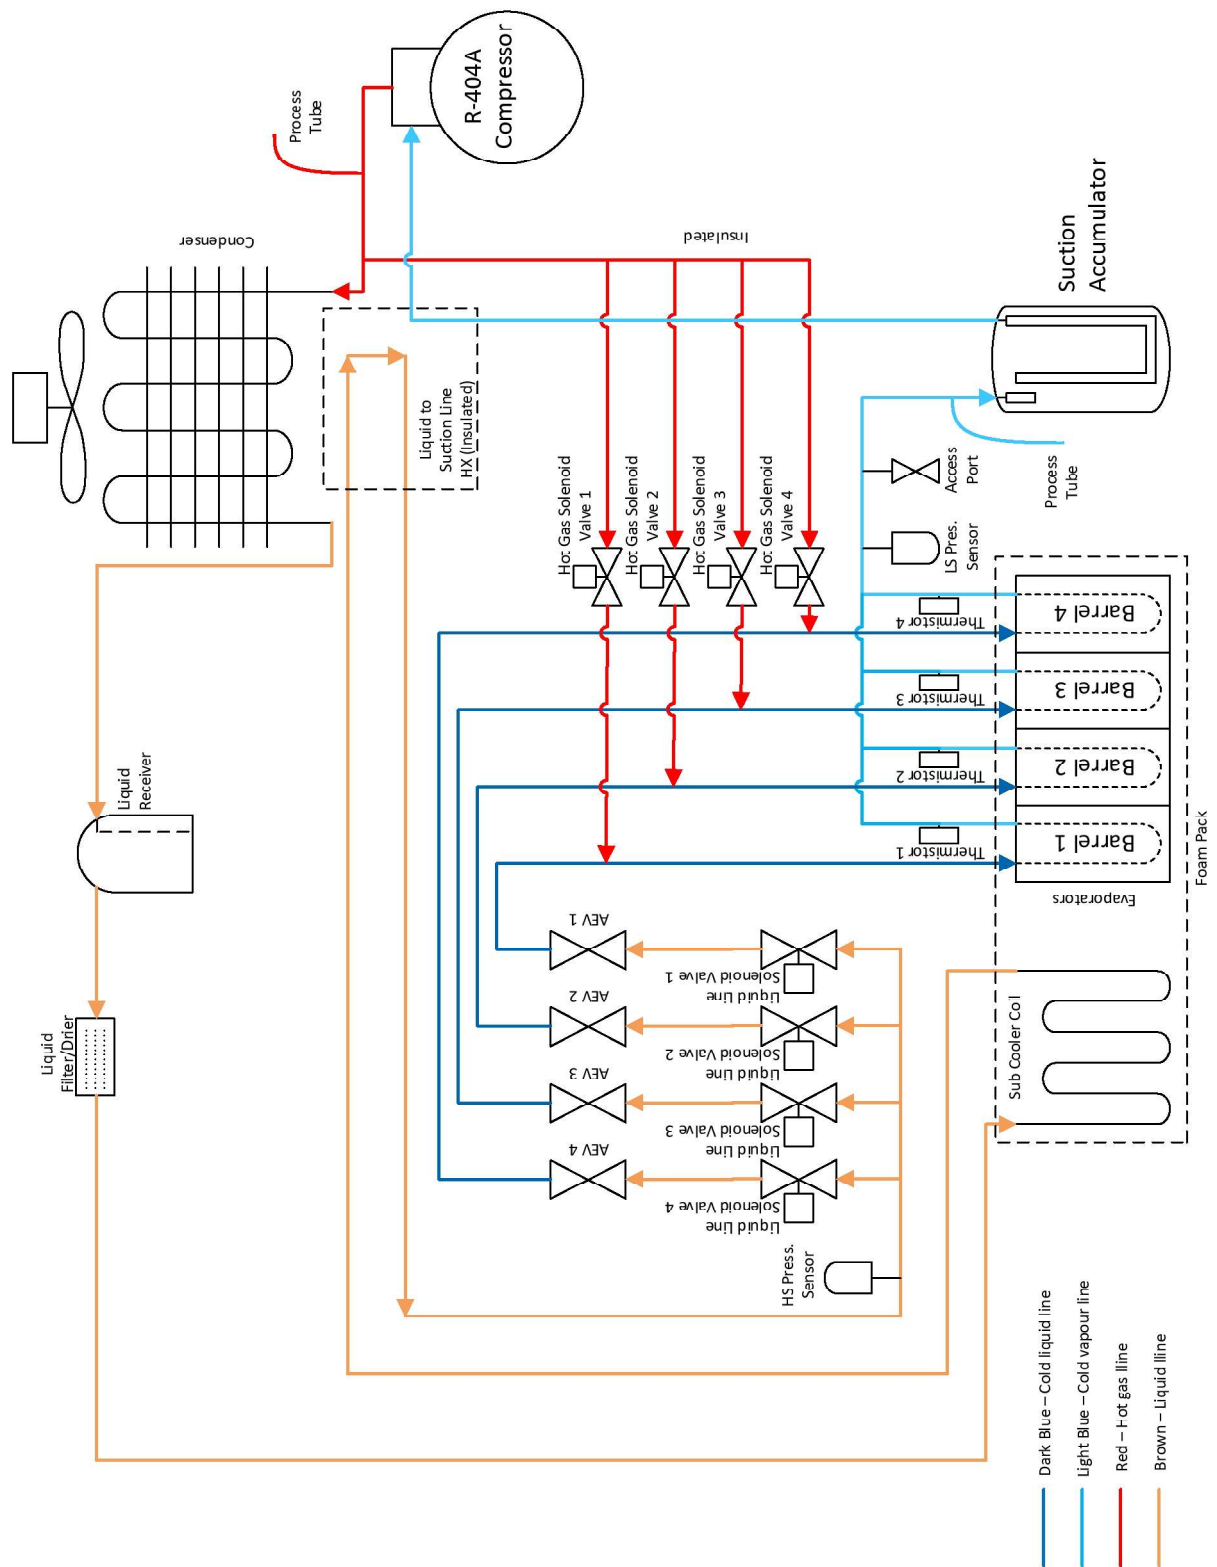 R-404A
Compressor
Process
Tube
Condenser
Insulated
Suction
Accumulator
Liquid to
Suction Line
HX (Insulated)
Hot Gas Solenoid
Valve 1
Hot Gas Solenoid
Valve 2
Hot Gas Solenoid
Valve 3
Hot Gas Solenoid
Valve 4
Access
Port
Process
Tube
LS Pres.
Sensor
Thermistor 4
Thermistor 3
Thermistor 2
Thermistor 1
Barrel 4
Barrel 3
Barrel 2
Barrel 1
Evaporators
Foam Pack
Liquid
Receiver
Liquid
Filter/Drier
AEV 1
AEV 2
AEV 3
AEV 4
Liquid Line
Solenoid Valve 1
Liquid Line
Solenoid Valve 2
Liquid Line
Solenoid Valve 3
Liquid Line
Solenoid Valve 4
Sub Cooler Coil
HS Press.
Sensor
Dark Blue – Cold liquid line
Light Blue – Cold vapour line
Red – Hot gas lline
Brown – Liquid lline